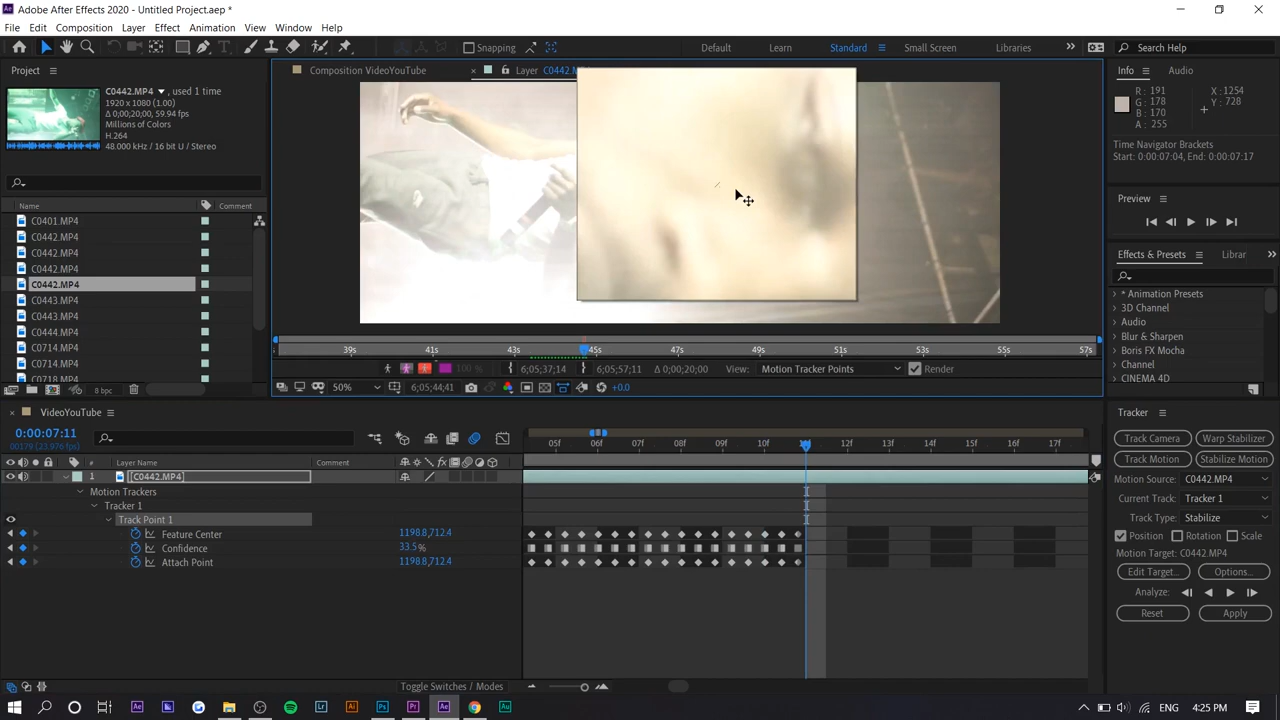 Adobe After Effects 2020 - Untitled Project.aep *
File Edit Composition Layer Effect Animation View Window Help
Snapping
Default Learn Standard Small Screen Libraries
Search Help
Project
C0442.MP4 , used 1 time
1920 x 1080 (1.00)
Δ 0;00;20;00, 59.94 fps
Millions of Colors
H.264
48.000 kHz / 16 bit U / Stereo
Name Comment
C0401.MP4
C0442.MP4
C0442.MP4
C0442.MP4
C0442.MP4
C0443.MP4
C0443.MP4
C0444.MP4
C0714.MP4
C0714.MP4
C0718.MP4
8 bpc
Composition VideoYouTube
Layer C0442.M
39s 41s 43s 45s 47s 49s 51s 53s 55s 57s
100 %
6;05;37;14
6;05;57;11
Δ 0;00;20;00
View: Motion Tracker Points
Render
50%
6;05;44;41
+0.0
Info Audio
R: 191
G: 178
B: 170
A: 255
X: 1254
Y: 728
Time Navigator Brackets
Start: 0:00:07:04, End: 0:00:07:17
Preview
Effects & Presets Librar
* Animation Presets
3D Channel
Audio
Blur & Sharpen
Boris FX Mocha
Channel
CINEMA 4D
VideoYouTube
0:00:07:11
00179 (23.976 fps)
# Layer Name Comment
05f 06f 07f 08f 09f 10f 11f 12f 13f 14f 15f 16f 17f
1 [C0442.MP4]
Motion Trackers
Tracker 1
Track Point 1
Feature Center 1198.8,712.4
Confidence 33.5%
Attach Point 1198.8,712.4
Toggle Switches / Modes
Tracker
Track Camera Warp Stabilizer
Track Motion Stabilize Motion
Motion Source: C0442.MP4
Current Track: Tracker 1
Track Type: Stabilize
Position Rotation Scale
Motion Target: C0442.MP4
Edit Target... Options...
Analyze:
Reset Apply
ENG 4:25 PM